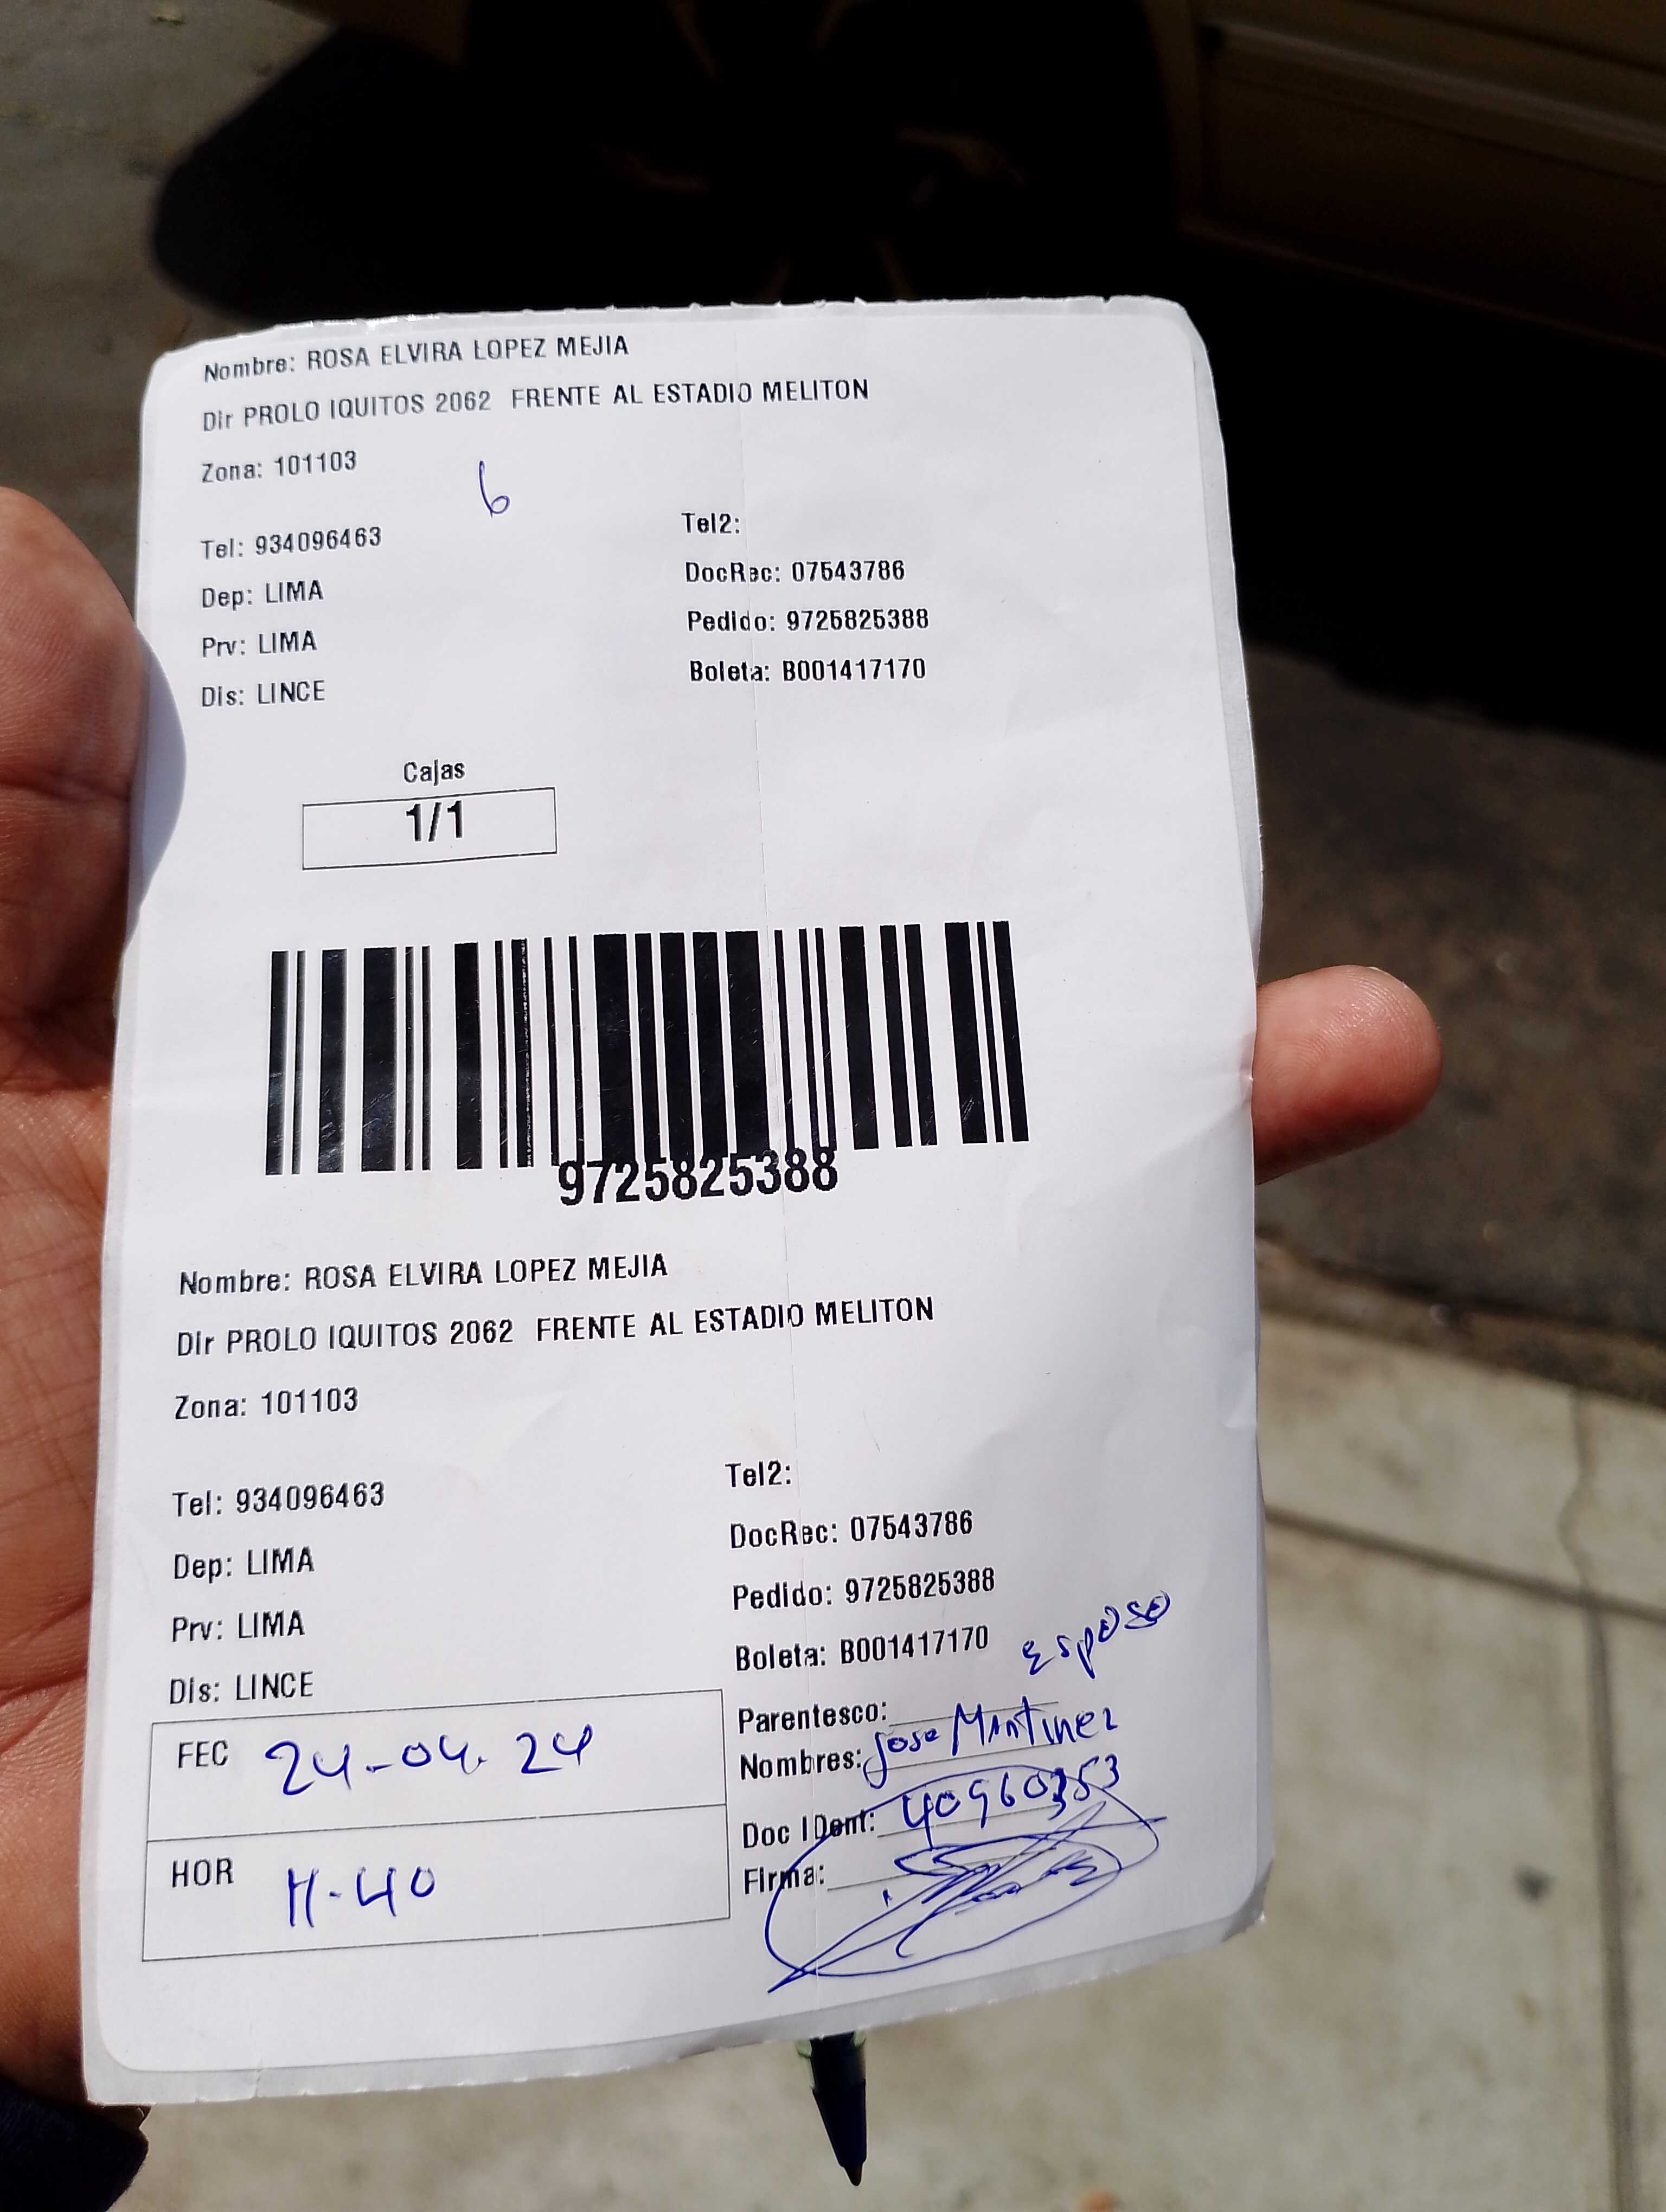 Nombre: ROSA ELVIRA LOPEZ MEJIA
Dir PROLO IQUITOS 2062 FRENTE AL ESTADIO MELITON
Zona: 101103
6
Tel: 934096463
Tel2:
Dep: LIMA
DocRec: 07543786
Prv: LIMA
Pedido: 9725825388
Dis: LINCE
Boleta: B001417170
Cajas
1/1
9725825388
Nombre: ROSA ELVIRA LOPEZ MEJIA
Dir PROLO IQUITOS 2062 FRENTE AL ESTADIO MELITON
Zona: 101103
Tel: 934096463
Tel2:
Dep: LIMA
DocRec: 07543786
Prv: LIMA
Pedido: 9725825388
Dis: LINCE
Boleta: B001417170
Esposo
Parentesco:
Nombres: Jose Martinez
Doc IDent: 40960353
Firma:
FEC 24-04. 24
HOR 11-40